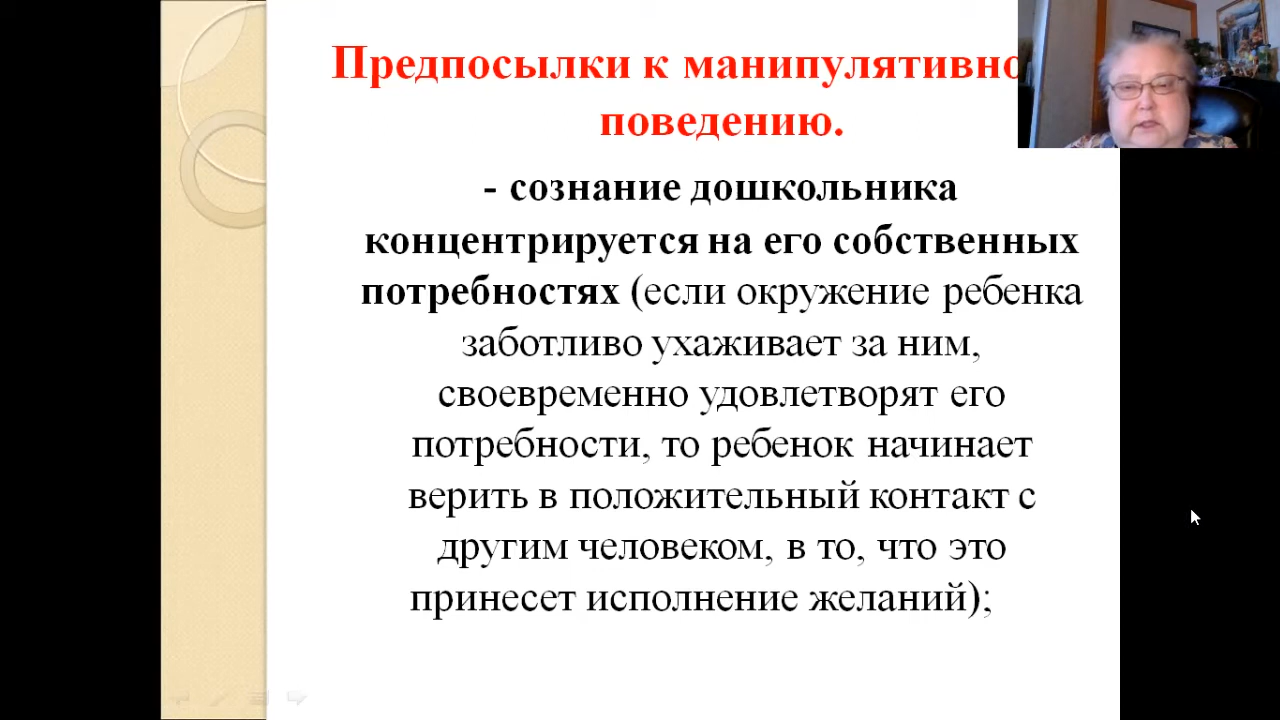 Предпосылки к манипулятивно
поведению.
- сознание дошкольника
концентрируется на его собственных
потребностях (если окружение ребенка
заботливо ухаживает за ним,
своевременно удовлетворят его
потребности, то ребенок начинает
верить в положительный контакт с
другим человеком, в то, что это
принесет исполнение желаний);